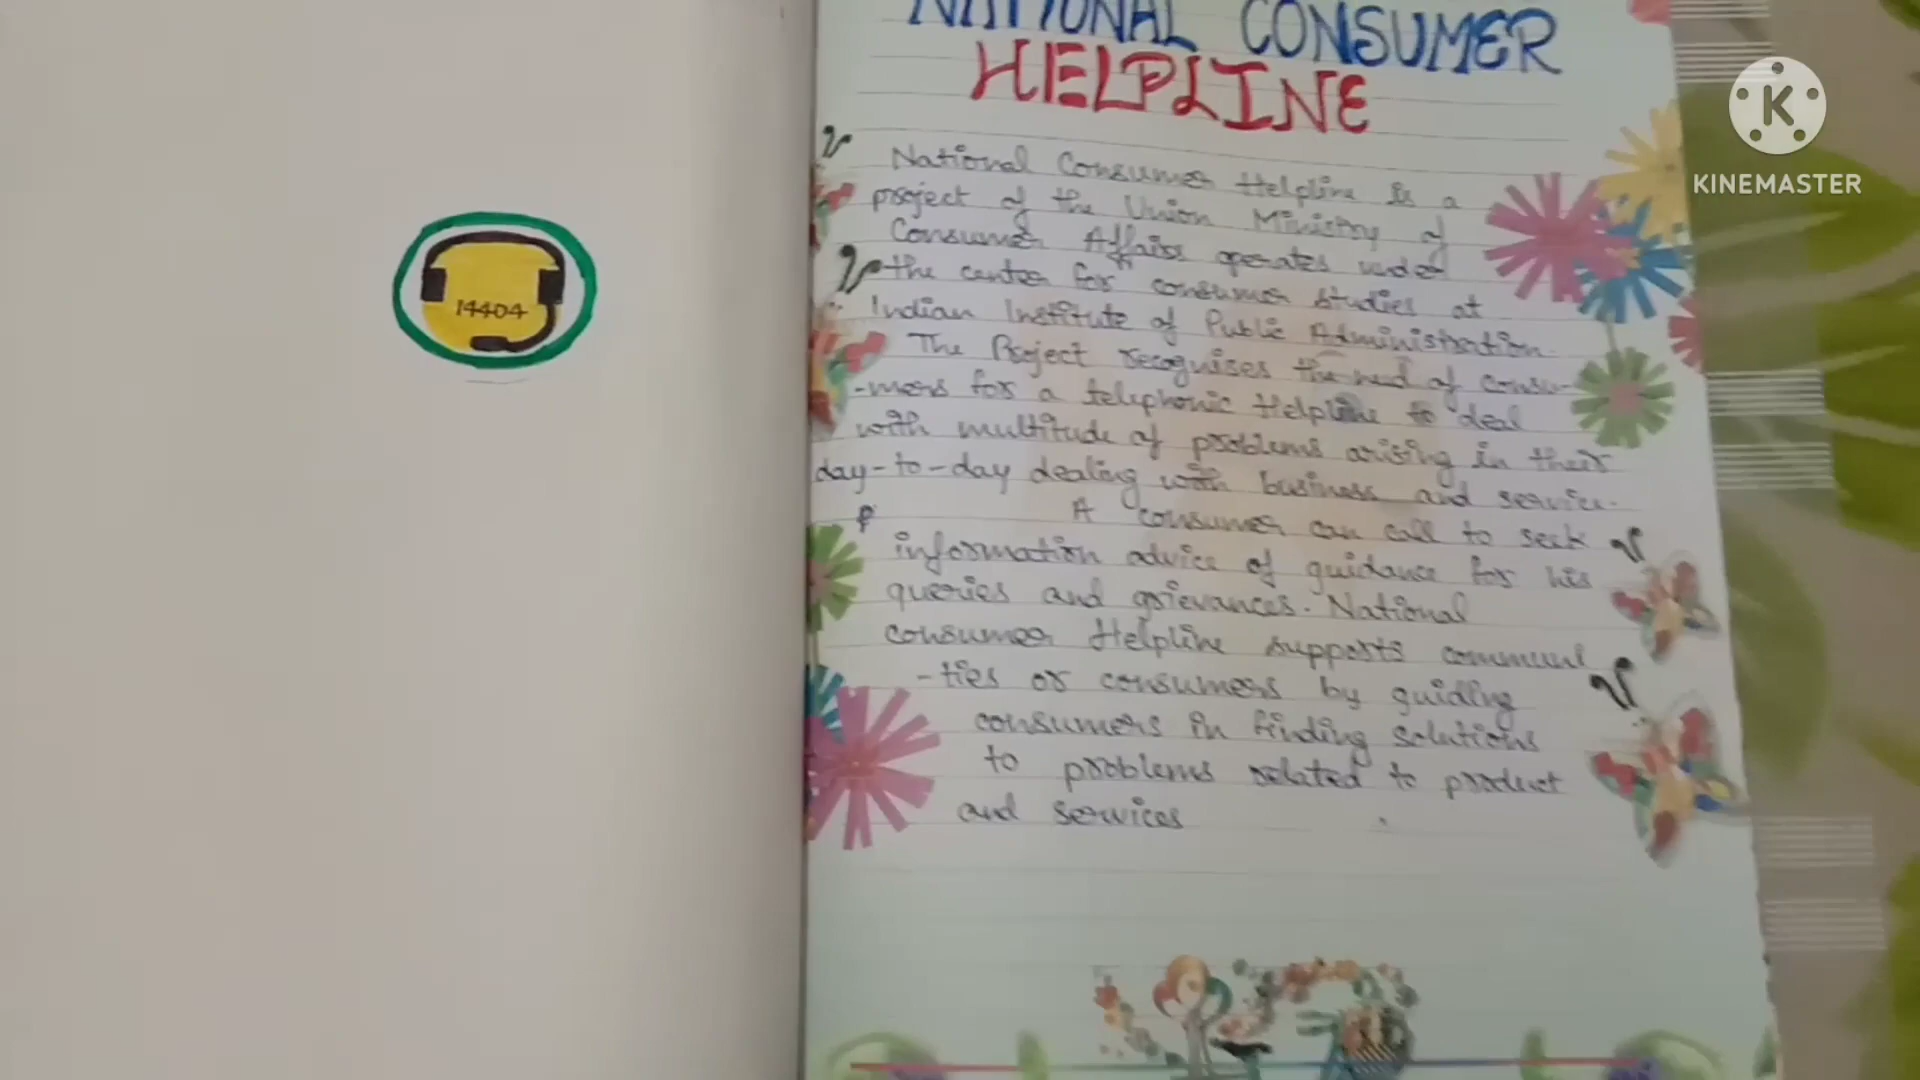 14404
NATIONAL CONSUMER
HELPLINE
National Consumer Helpline is a
project of the Union Ministry of
Consumer Affairs operates under
the center for consumer studies at
Indian Institute of Public Administration.
The Project recognises the need of consu-
-mers for a telephonic Helpline to deal
with multitude of problems arising in their
day-to-day dealing with business and service.
A consumer can call to seek
information advice of guidance for his
queries and grievances. National
consumer Helpline supports communi
-ties or consumers by guiding
consumers in finding solutions
to problems related to product
and services
KINEMASTER